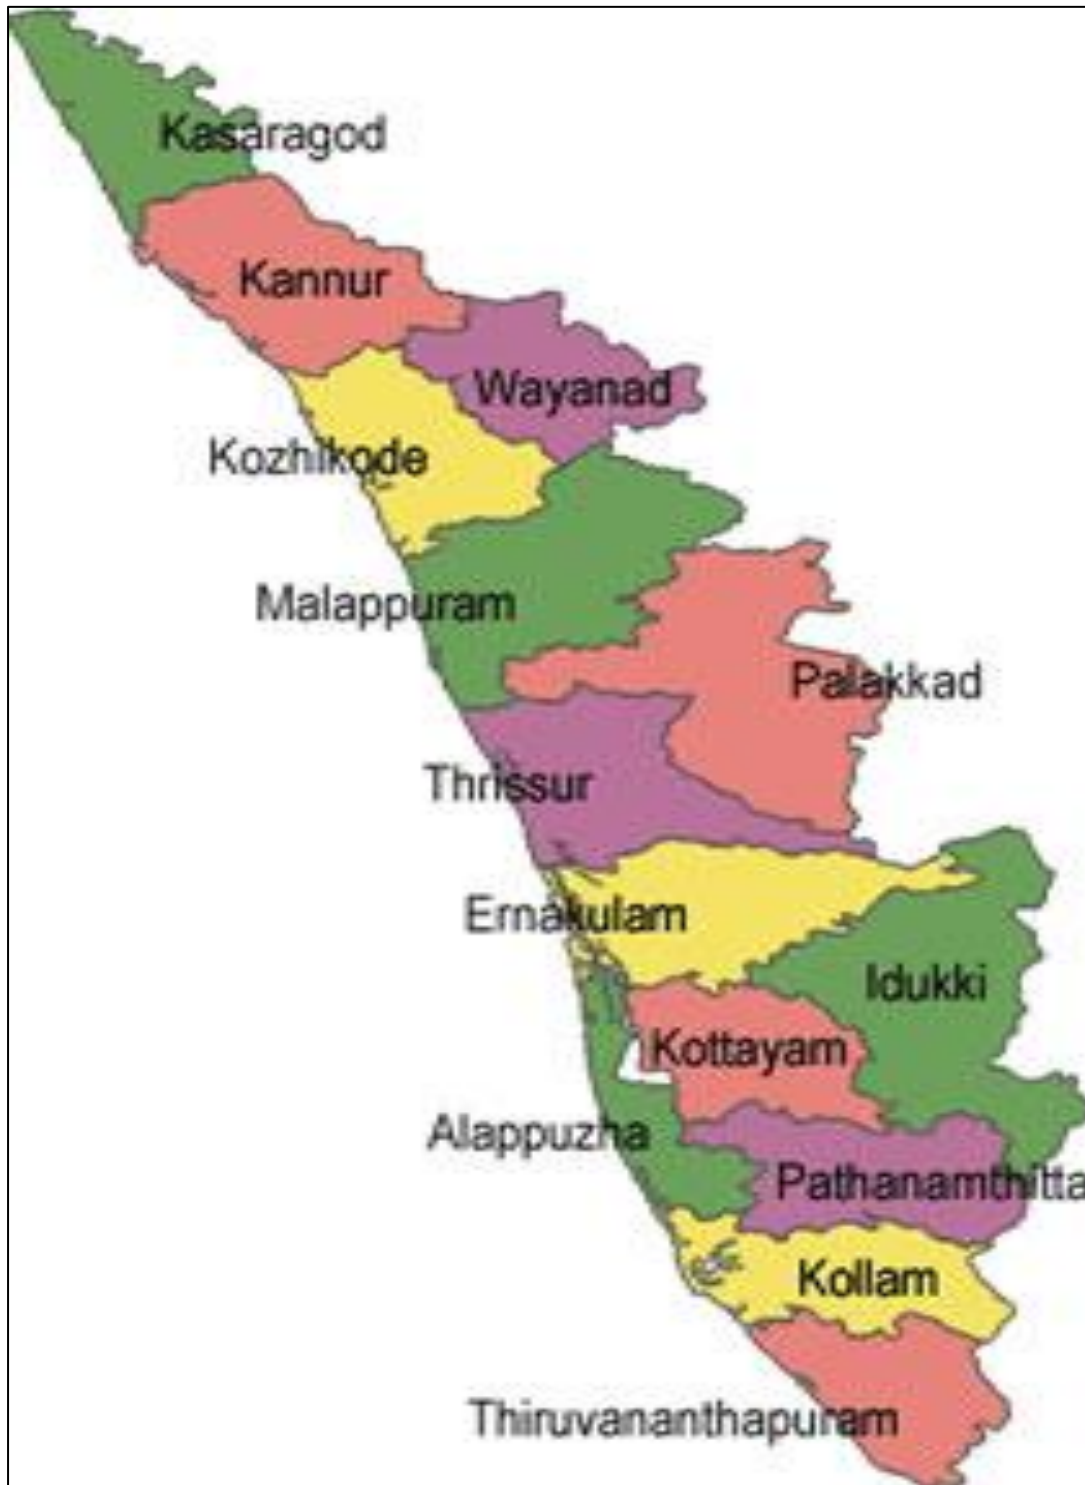 Kasaragod
Kannur
Wayanad
Kozhikode
Malappuram
Palakkad
Thrissur
Ernakulam
Idukki
Kottayam
Alappuzha
Pathanamthitta
Kollam
Thiruvananthapuram